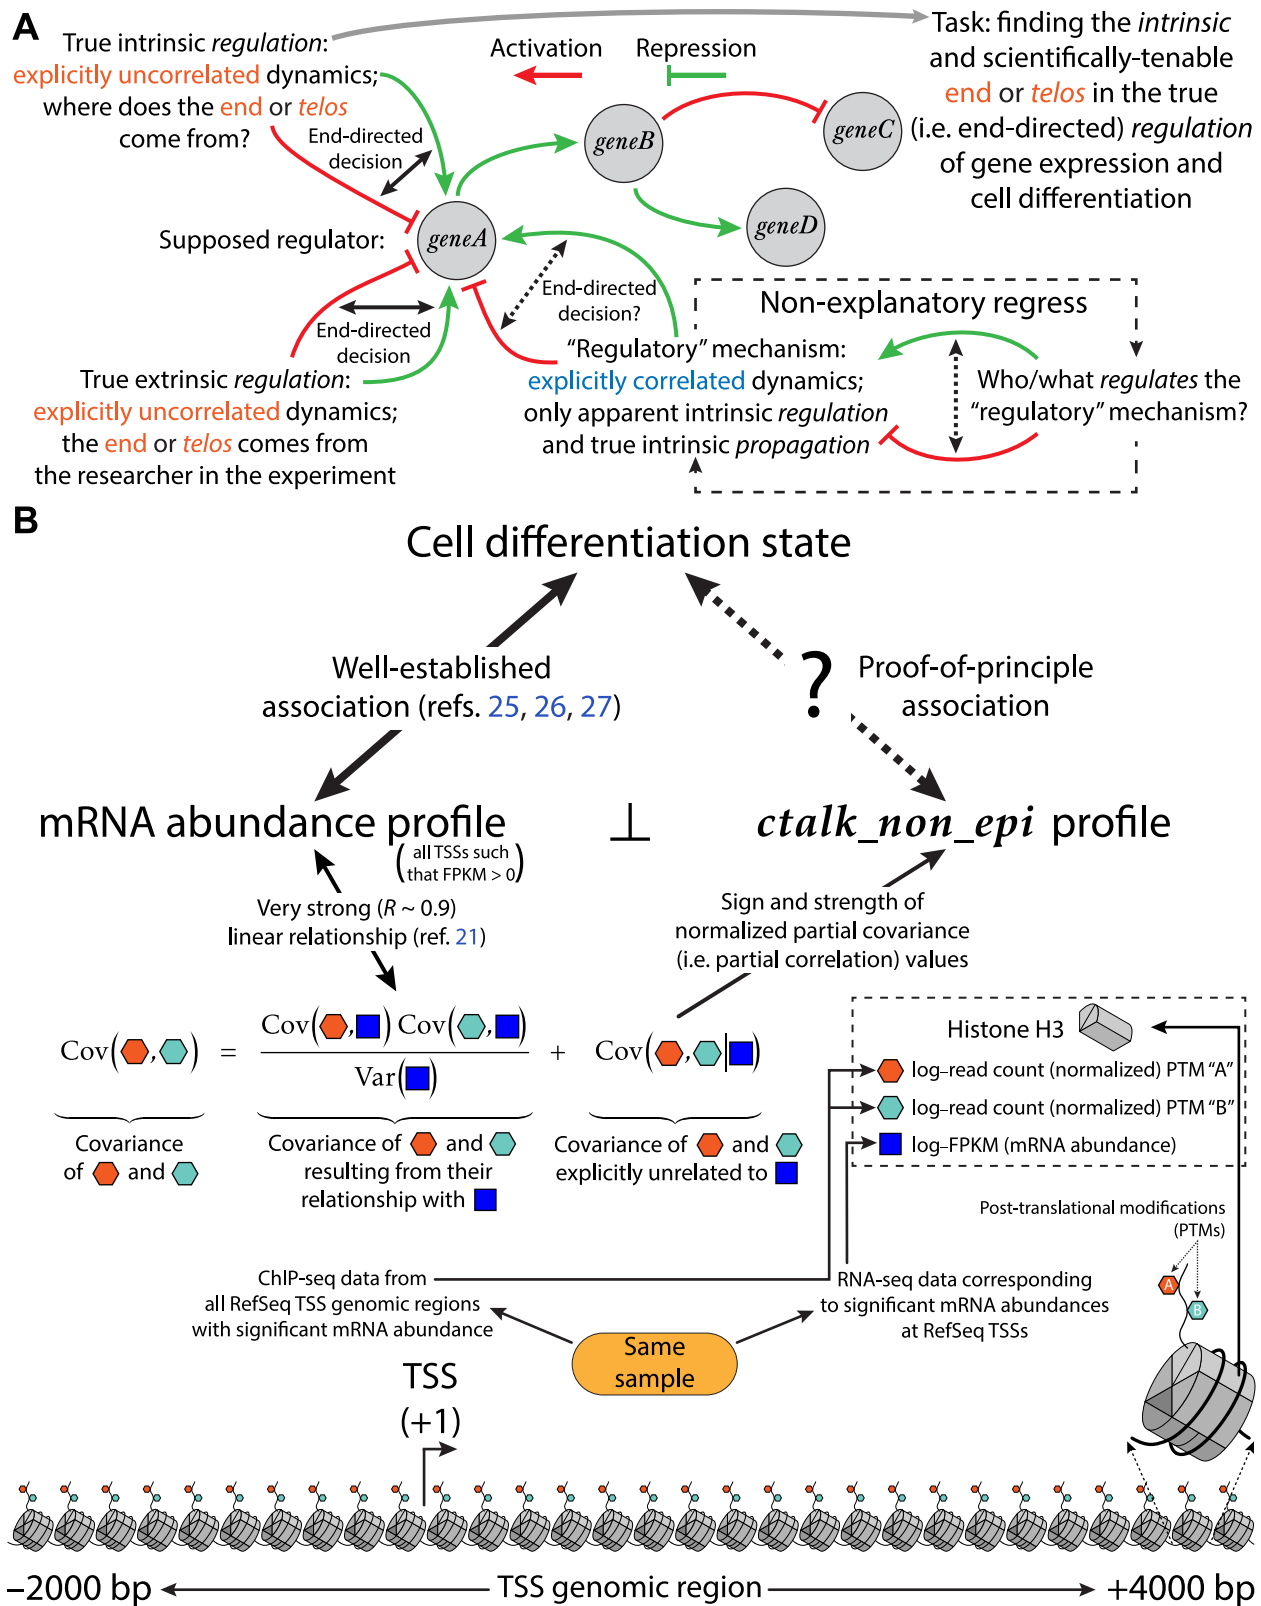 A
True intrinsic regulation:
explicitly uncorrelated dynamics;
where does the end or telos
come from?
Activation
Repression
Task: finding the intrinsic
and scientifically-tenable
end or telos in the true
(i.e. end-directed) regulation
of gene expression and
cell differentiation
End-directed
decision
geneB
geneC
geneD
Supposed regulator:
geneA
End-directed
decision?
Non-explanatory regress
End-directed
decision
"Regulatory" mechanism:
explicitly correlated dynamics;
only apparent intrinsic regulation
and true intrinsic propagation
Who/what regulates the
"regulatory" mechanism?
True extrinsic regulation:
explicitly uncorrelated dynamics;
the end or telos comes from
the researcher in the experiment
B
Cell differentiation state
Well-established
association (refs. 25, 26, 27)
?
Proof-of-principle
association
mRNA abundance profile
(all TSSs such
that FPKM > 0)
⊥
ctalk_non_epi profile
Very strong (R ~ 0.9)
linear relationship (ref. 21)
Sign and strength of
normalized partial covariance
(i.e. partial correlation) values
Cov( , ) = Cov( , ) Cov( , )
Var( )
+ Cov( , | )
Covariance
of and
Covariance of and
resulting from their
relationship with
Covariance of and
explicitly unrelated to
Histone H3
log–read count (normalized) PTM "A"
log–read count (normalized) PTM "B"
log–FPKM (mRNA abundance)
Post-translational modifications
(PTMs)
A
B
ChIP-seq data from
all RefSeq TSS genomic regions
with significant mRNA abundance
RNA-seq data corresponding
to significant mRNA abundances
at RefSeq TSSs
Same
sample
TSS
(+1)
–2000 bp
TSS genomic region
+4000 bp